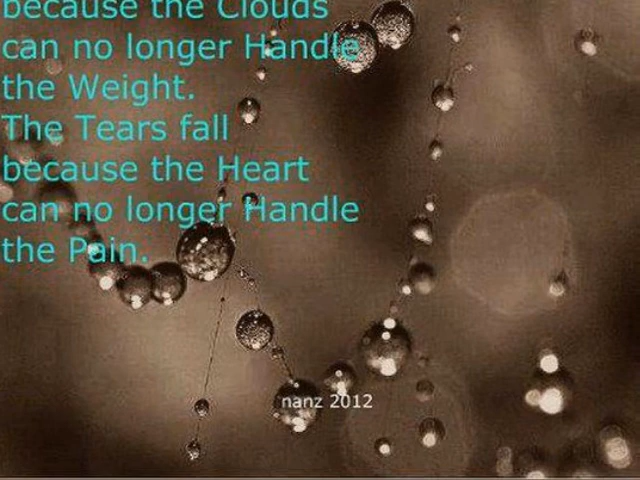 because the Clouds
can no longer Handle
the Weight.
The Tears fall
because the Heart
can no longer Handle
the Pain.
nanz 2012